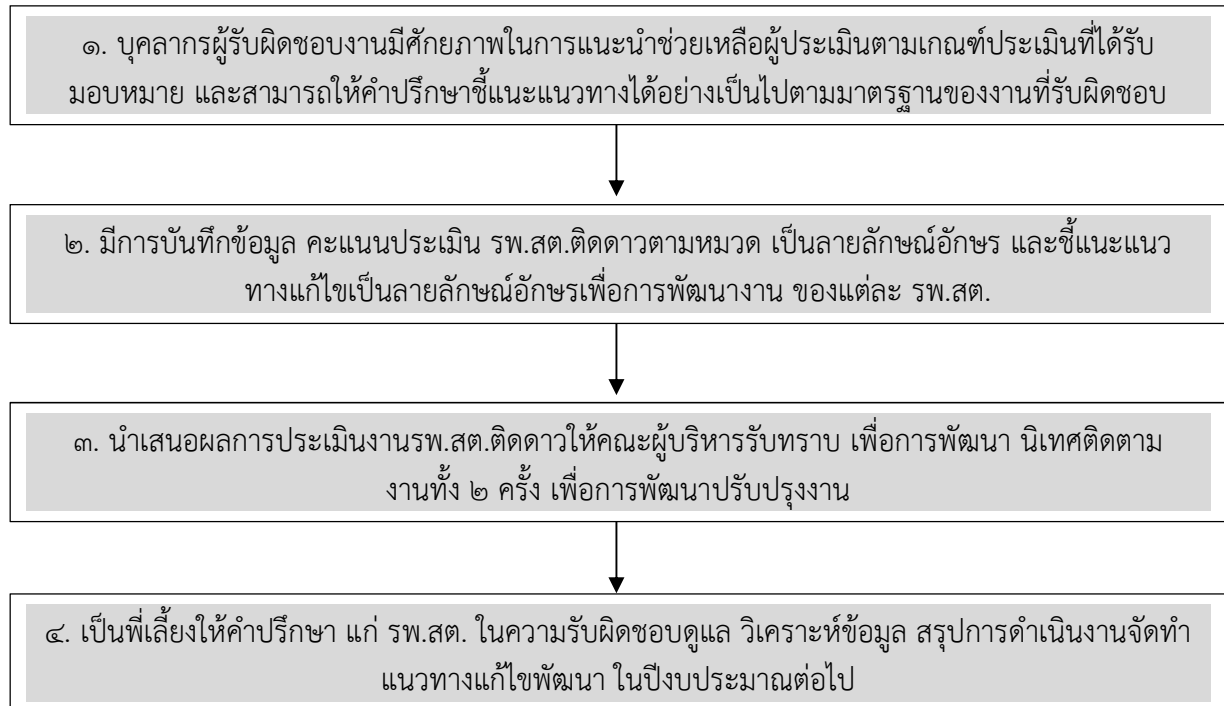 ๑. บุคลากรผู้รับผิดชอบงานมีศักยภาพในการแนะนำช่วยเหลือผู้ประเมินตามเกณฑ์ประเมินที่ได้รับ
มอบหมาย และสามารถให้คำปรึกษาชี้แนะแนวทางได้อย่างเป็นไปตามมาตรฐานของงานที่รับผิดชอบ
๒. มีการบันทึกข้อมูล คะแนนประเมิน รพ.สต.ติดดาวตามหมวด เป็นลายลักษณ์อักษร และชี้แนะแนว
ทางแก้ไขเป็นลายลักษณ์อักษรเพื่อการพัฒนางาน ของแต่ละ รพ.สต.
๓. นำเสนอผลการประเมินงานรพ.สต.ติดดาวให้คณะผู้บริหารรับทราบ เพื่อการพัฒนา นิเทศติดตาม
งานทั้ง ๒ ครั้ง เพื่อการพัฒนาปรับปรุงงาน
๔. เป็นพี่เลี้ยงให้คำปรึกษา แก่ รพ.สต. ในความรับผิดชอบดูแล วิเคราะห์ข้อมูล สรุปการดำเนินงานจัดทำ
แนวทางแก้ไขพัฒนา ในปีงบประมาณต่อไป